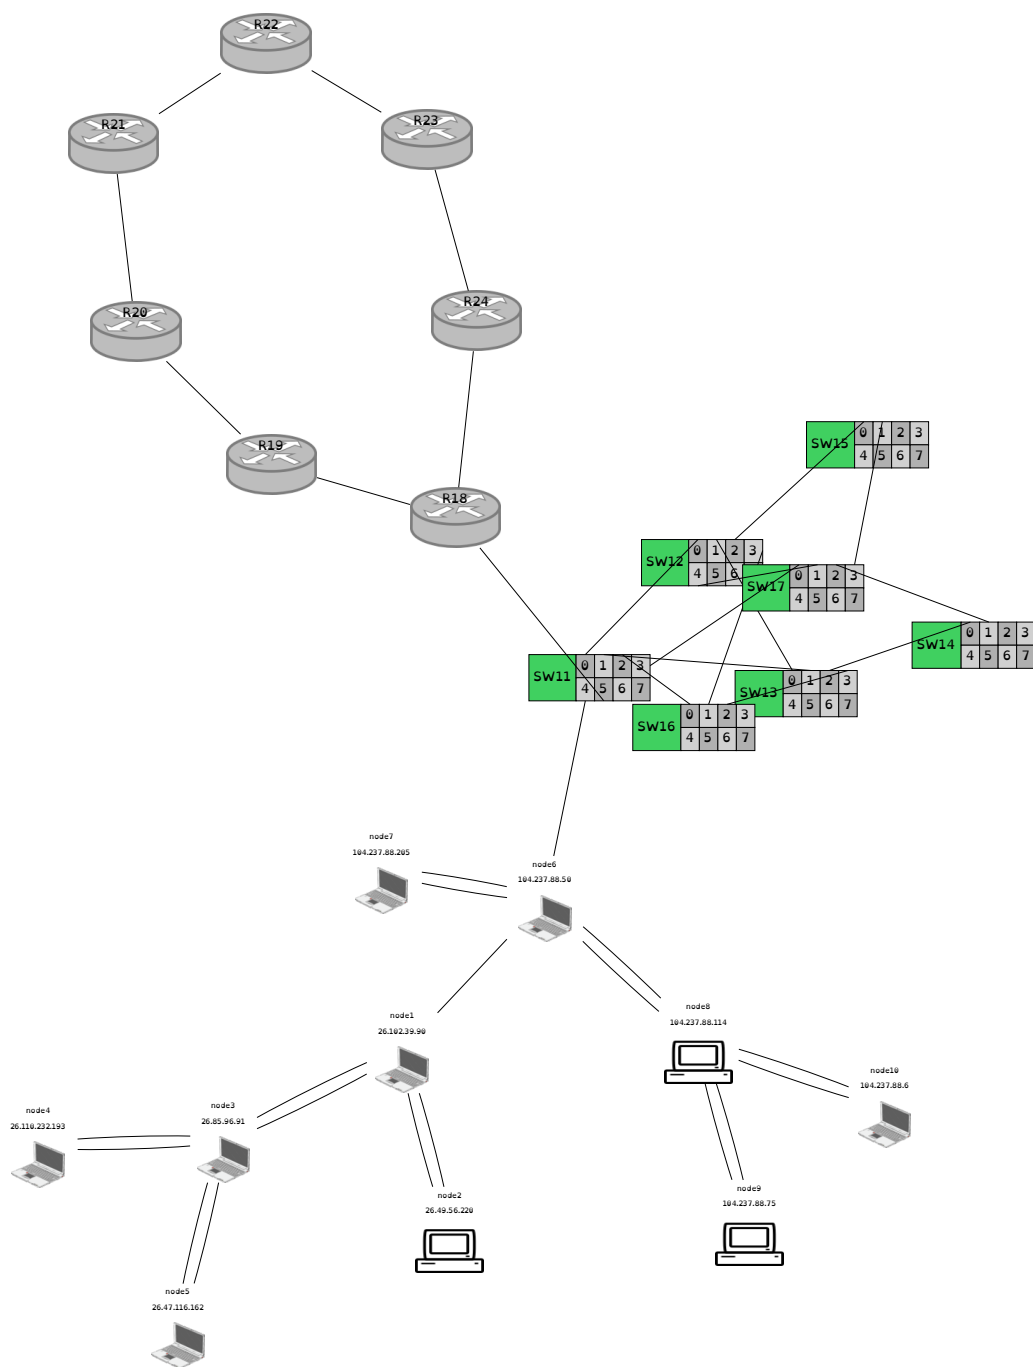 R22
R21
R23
R20
R24
R19
R18
SW15 0 1 2 3
4 5 6 7
SW12 0 1 2 3
4 5 6
SW17 0 1 2 3
4 5 6 7
SW14 0 1 2 3
4 5 6 7
SW11 0 1 2 3
4 5 6 7
SW13 0 1 2 3
4 5 6 7
SW16 0 1 2 3
4 5 6 7
node7
104.237.88.205
node6
104.237.88.50
node8
104.237.88.114
node1
26.102.39.90
node10
104.237.88.6
node4
26.110.232.193
node3
26.85.96.91
node2
26.49.56.220
node9
104.237.88.75
node5
26.47.116.162